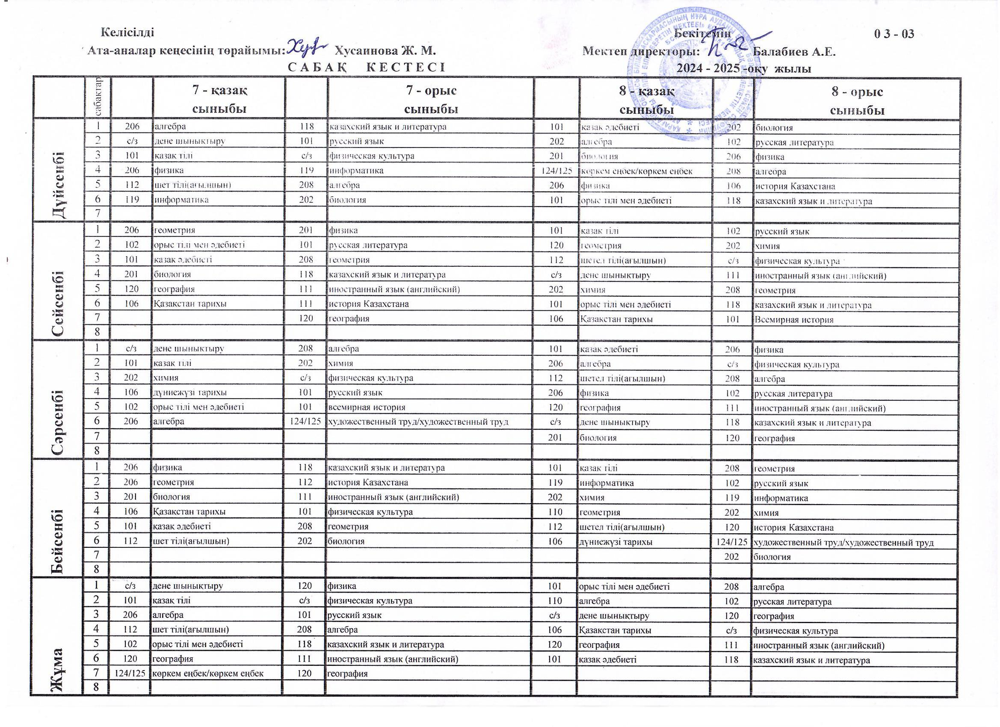 Келісілді
Бекітемін
0 3 - 03
Ата-аналар кеңесінің төрайымы: Хусаинова Ж. М.
Мектеп директоры: Балабиев А.Е.
САБАҚ КЕСТЕСІ
2024 - 2025 -оқу жылы
сабақтар 7 - қазақ сыныбы 7 - орыс сыныбы 8 - қазақ сыныбы 8 - орыс сыныбы
Дүйсенбі
1 206 алгебра 118 казахский язык и литература 101 қазақ әдебиеті 202 биология
2 с/з дене шынықтыру 101 русский язык 202 алгебра 102 русская литература
3 101 қазақ тілі с/з физическая культура 201 биология 206 физика
4 206 физика 119 информатика 124/125 көркем еңбек/көркем еңбек 208 алгебра
5 112 шет тілі(ағылшын) 208 алгебра 206 физика 106 история Казахстана
6 119 информатика 202 биология 101 орыс тілі мен әдебиеті 118 казахский язык и литература
7
Сейсенбі
1 206 геометрия 201 физика 101 қазақ тілі 102 русский язык
2 102 орыс тілі мен әдебиеті 101 русская литература 120 геометрия 202 химия
3 101 қазақ әдебиеті 208 геометрия 112 шетел тілі(ағылшын) с/з физическая культура
4 201 биология 118 казахский язык и литература с/з дене шынықтыру 111 иностранный язык (английский)
5 120 география 111 иностранный язык (английский) 202 химия 208 геометрия
6 106 Қазақстан тарихы 111 история Казахстана 101 орыс тілі мен әдебиеті 118 казахский язык и литература
7 120 география 106 Қазақстан тарихы 101 Всемирная история
8
Сәрсенбі
1 с/з дене шынықтыру 208 алгебра 101 қазақ әдебиеті 206 физика
2 101 қазақ тілі 202 химия 206 алгебра с/з физическая культура
3 202 химия с/з физическая культура 112 шетел тілі(ағылшын) 208 алгебра
4 106 дүниежүзі тарихы 101 русский язык 206 физика 102 русская литература
5 102 орыс тілі мен әдебиеті 101 всемирная история 120 география 111 иностранный язык (английский)
6 206 алгебра 124/125 художественный труд/художественный труд с/з дене шынықтыру 118 казахский язык и литература
7 201 биология 120 география
8
Бейсенбі
1 206 физика 118 казахский язык и литература 101 қазақ тілі 208 геометрия
2 206 геометрия 112 история Казахстана 119 информатика 102 русский язык
3 201 биология 111 иностранный язык (английский) 202 химия 119 информатика
4 106 Қазақстан тарихы 101 физическая культура 110 геометрия 202 химия
5 101 қазақ әдебиеті 208 геометрия 112 шетел тілі(ағылшын) 120 история Казахстана
6 112 шет тілі(ағылшын) 202 биология 106 дүниежүзі тарихы 124/125 художественный труд/художественный труд
7 202 биология
8
Жұма
1 с/з дене шынықтыру 120 физика 101 орыс тілі мен әдебиеті 208 алгебра
2 101 қазақ тілі с/з физическая культура 110 алгебра 102 русская литература
3 206 алгебра 101 русский язык с/з дене шынықтыру 120 география
4 112 шет тілі(ағылшын) 208 алгебра 106 Қазақстан тарихы с/з физическая культура
5 102 орыс тілі мен әдебиеті 118 казахский язык и литература 120 география 111 иностранный язык (английский)
6 120 география 111 иностранный язык (английский) 101 қазақ әдебиеті 118 казахский язык и литература
7 124/125 көркем еңбек/көркем еңбек 120 география
8